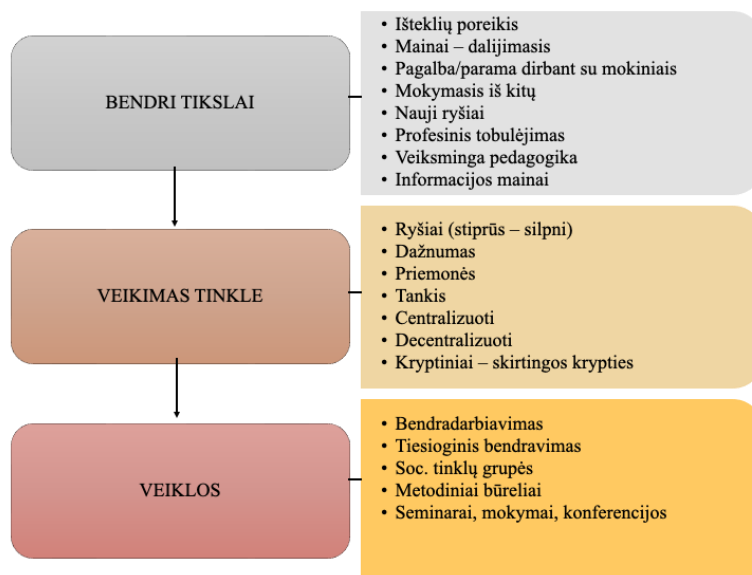 BENDRI TIKSLAI
• Išteklių poreikis
• Mainai – dalijimasis
• Pagalba/parama dirbant su mokiniais
• Mokymasis iš kitų
• Nauji ryšiai
• Profesinis tobulėjimas
• Veiksminga pedagogika
• Informacijos mainai
VEIKIMAS TINKLE
• Ryšiai (stiprūs – silpni)
• Dažnumas
• Priemonės
• Tankis
• Centralizuoti
• Decentralizuoti
• Kryptiniai – skirtingos krypties
VEIKLOS
• Bendradarbiavimas
• Tiesioginis bendravimas
• Soc. tinklų grupės
• Metodiniai būreliai
• Seminarai, mokymai, konferencijos